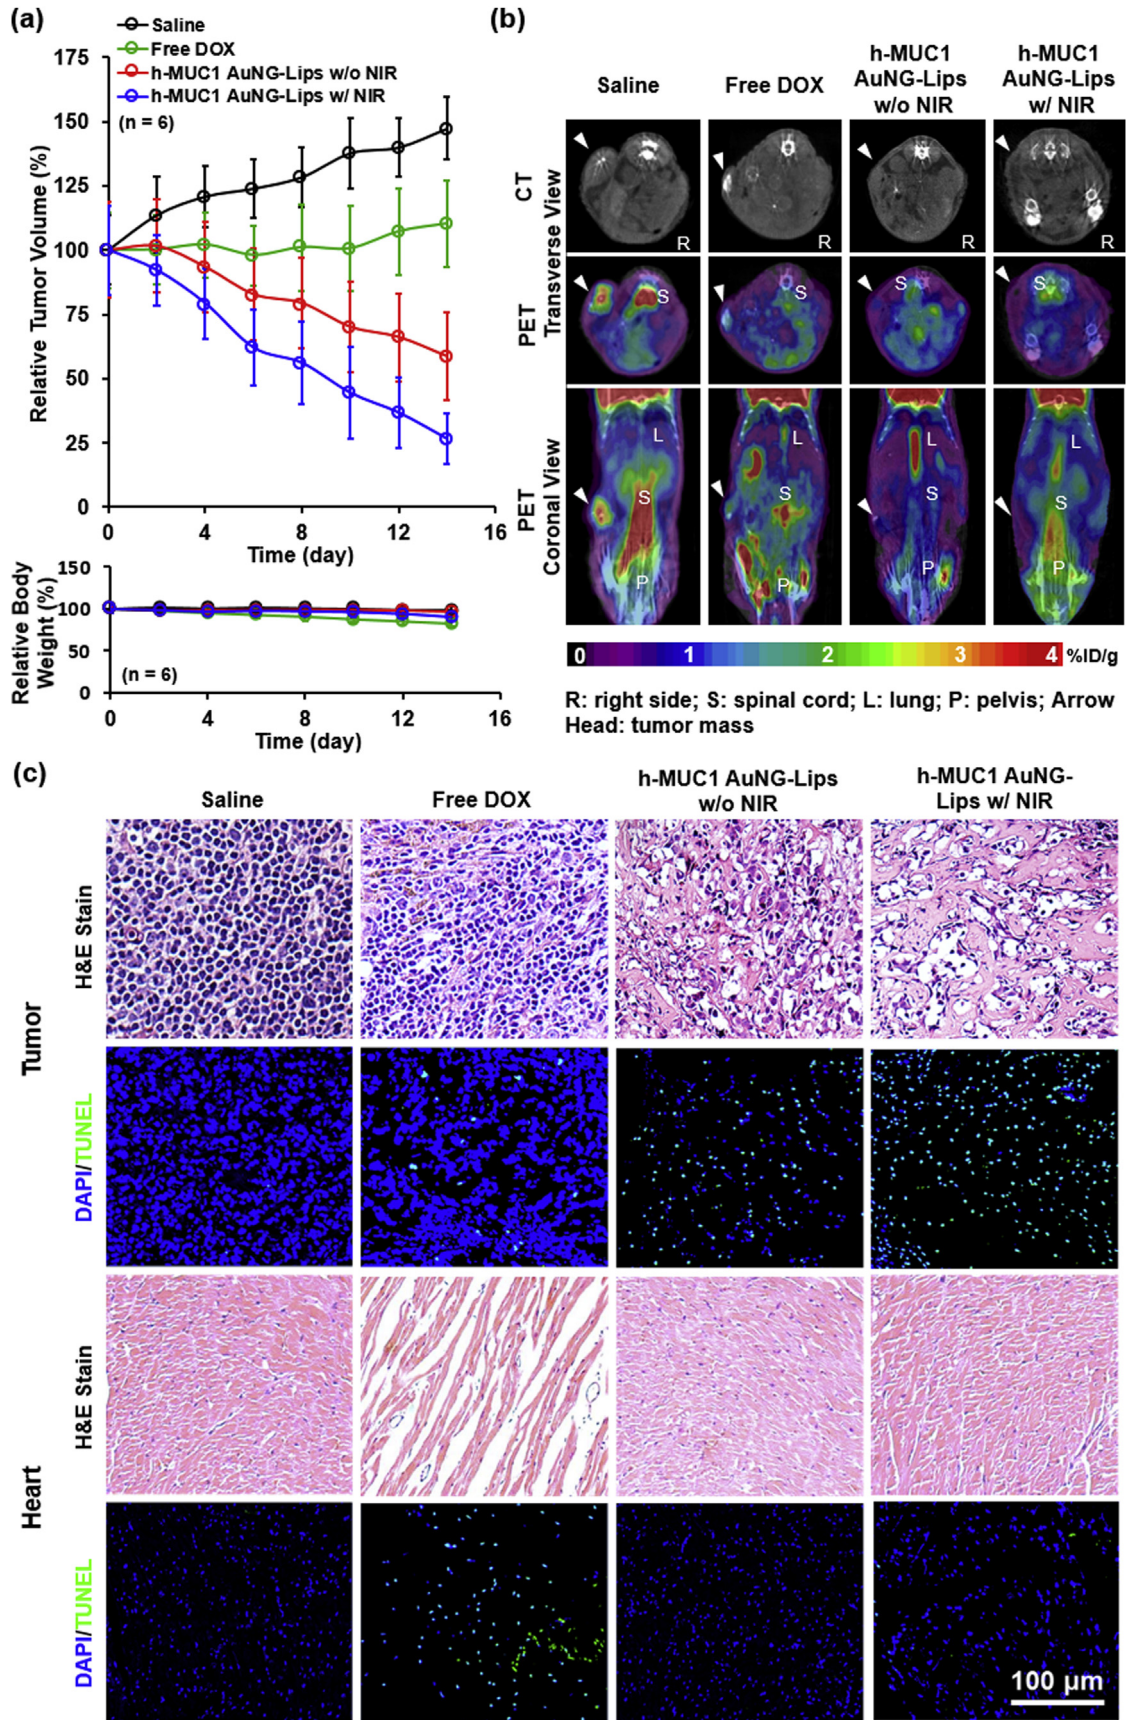 (a)
Saline
Free DOX
h-MUC1 AuNG-Lips w/o NIR
h-MUC1 AuNG-Lips w/ NIR
(n = 6)
Relative Tumor Volume (%)
175
150
125
100
75
50
25
0
0 4 8 12 16
Time (day)
Relative Body
Weight (%)
150
100
50
0
(n = 6)
0 4 8 12 16
Time (day)
(b)
Saline
Free DOX
h-MUC1
AuNG-Lips
w/o NIR
h-MUC1
AuNG-Lips
w/ NIR
CT
PET
Transverse View
PET
Coronal View
R
R
R
R
S
S
S
S
L
S
P
L
S
P
L
S
P
L
S
P
0 1 2 3 4 %ID/g
R: right side; S: spinal cord; L: lung; P: pelvis; Arrow
Head: tumor mass
(c)
Saline
Free DOX
h-MUC1 AuNG-Lips
w/o NIR
h-MUC1 AuNG-
Lips w/ NIR
Tumor
H&E Stain
DAPI/TUNEL
Heart
H&E Stain
DAPI/TUNEL
100 μm